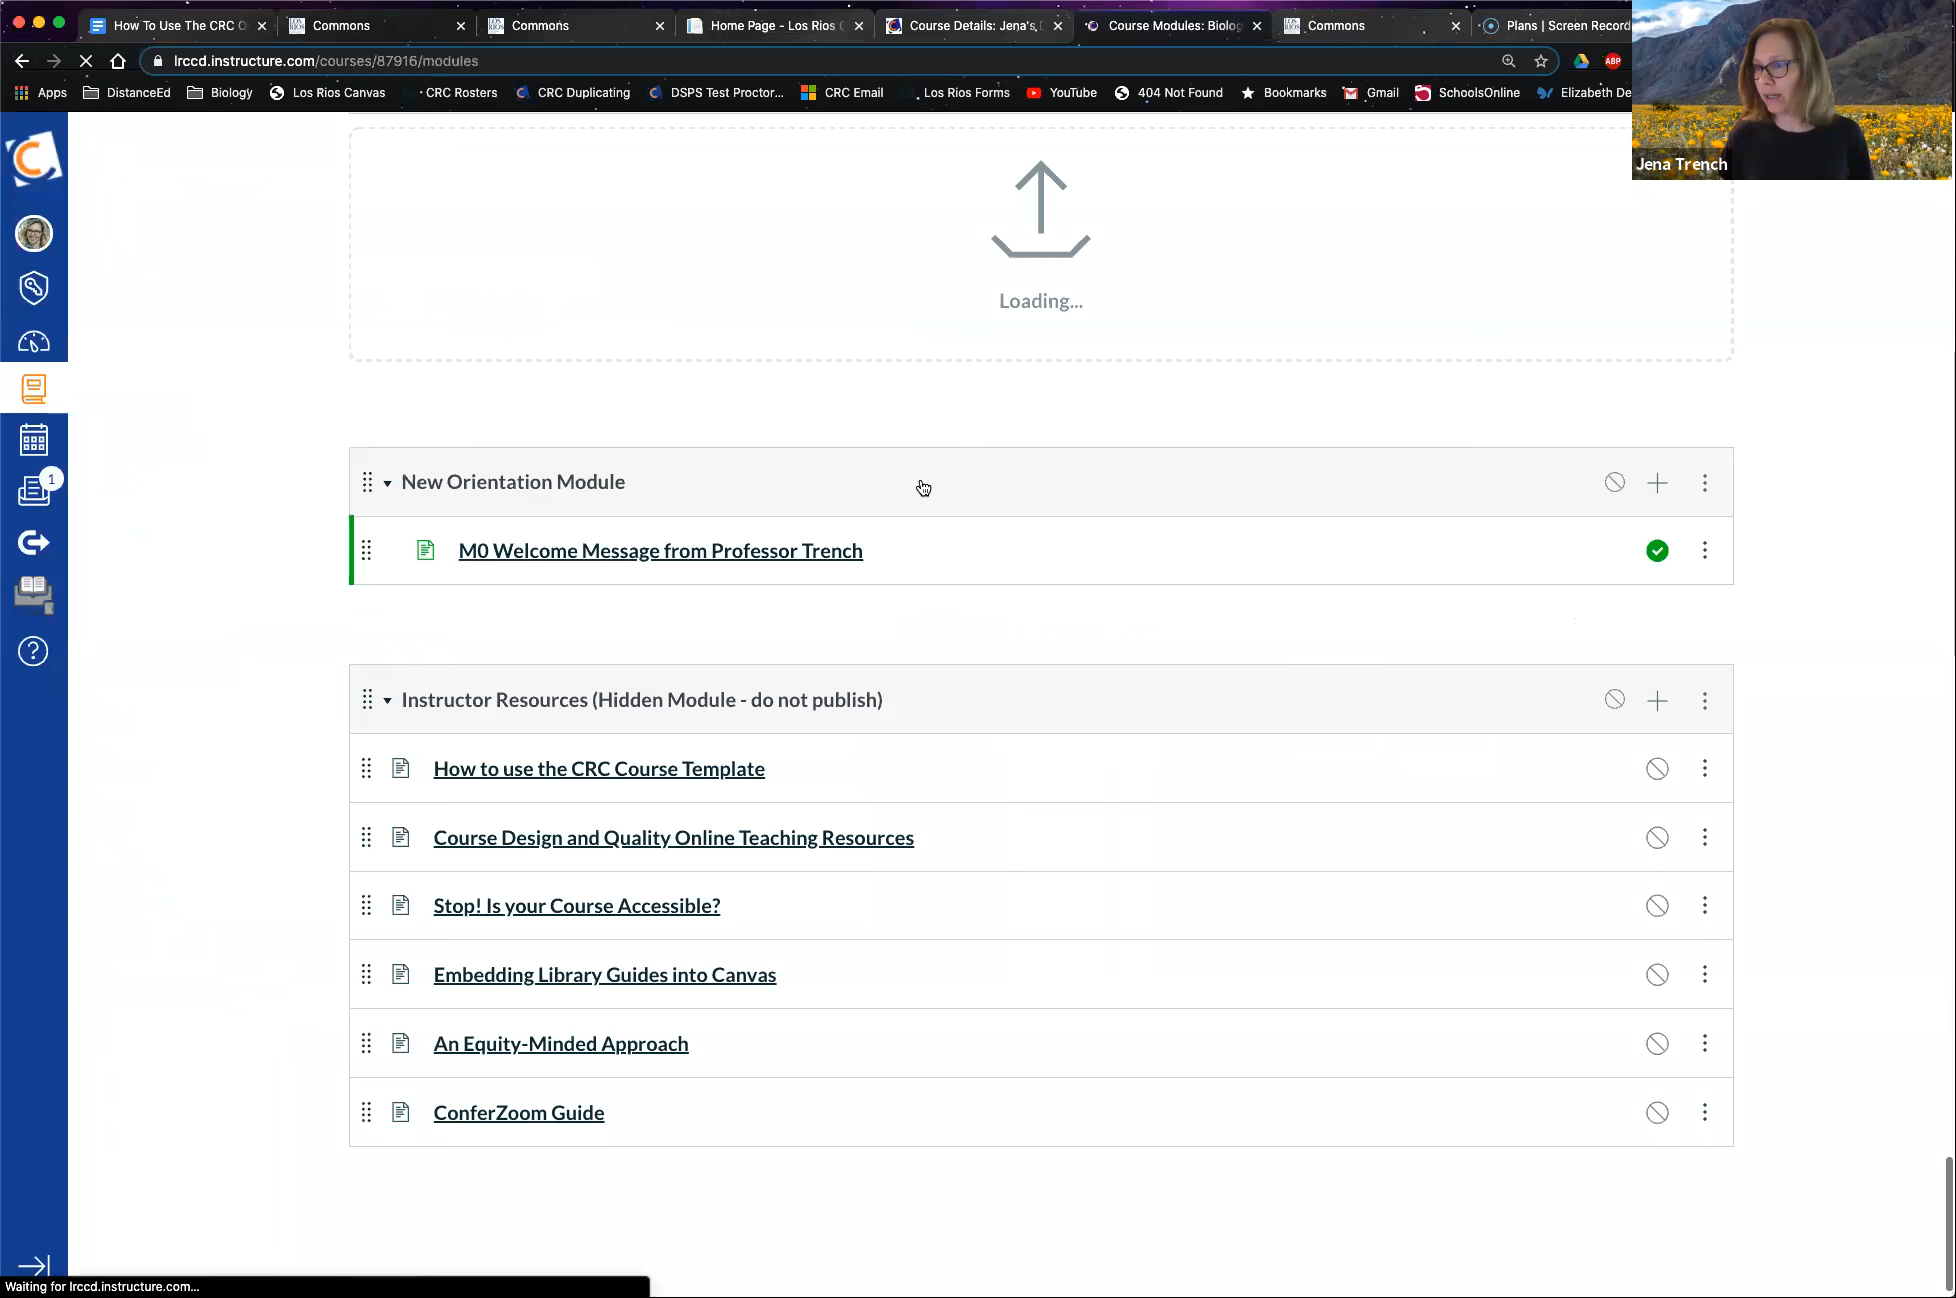 How To Use The CRC C
Commons
Commons
Home Page - Los Rios
Course Details: Jena's
Course Modules: Biolog
Commons
Plans | Screen Record
lrccd.instructure.com/courses/87916/modules
ABP
Apps
DistanceEd
Biology
Los Rios Canvas
CRC Rosters
CRC Duplicating
DSPS Test Proctor...
CRC Email
Los Rios Forms
YouTube
404 Not Found
Bookmarks
Gmail
SchoolsOnline
Elizabeth De
Jena Trench
Loading...
New Orientation Module
1
M0 Welcome Message from Professor Trench
Instructor Resources (Hidden Module - do not publish)
How to use the CRC Course Template
Course Design and Quality Online Teaching Resources
Stop! Is your Course Accessible?
Embedding Library Guides into Canvas
An Equity-Minded Approach
ConferZoom Guide
Waiting for lrccd.instructure.com...